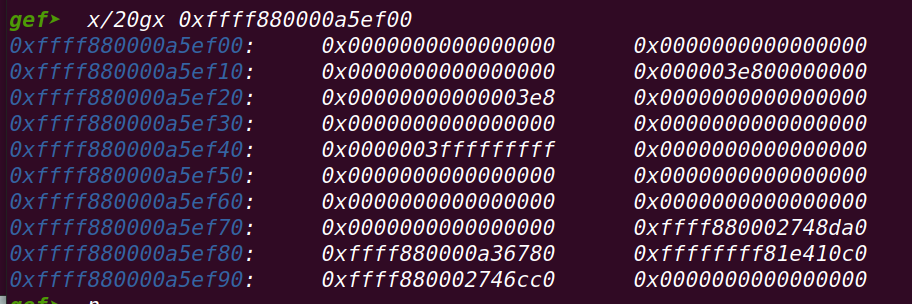 gef➤  x/20gx 0xffff880000a5ef00
0xffff880000a5ef00:	0x0000000000000000	0x0000000000000000
0xffff880000a5ef10:	0x0000000000000000	0x000003e800000000
0xffff880000a5ef20:	0x00000000000003e8	0x0000000000000000
0xffff880000a5ef30:	0x0000000000000000	0x0000000000000000
0xffff880000a5ef40:	0x0000003fffffffff	0x0000000000000000
0xffff880000a5ef50:	0x0000000000000000	0x0000000000000000
0xffff880000a5ef60:	0x0000000000000000	0x0000000000000000
0xffff880000a5ef70:	0x0000000000000000	0xffff880002748da0
0xffff880000a5ef80:	0xffff880000a36780	0xffffffff81e410c0
0xffff880000a5ef90:	0xffff880002746cc0	0x0000000000000000